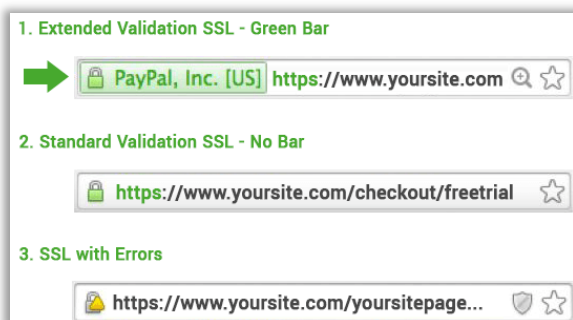 1. Extended Validation SSL - Green Bar
PayPal, Inc. [US] https://www.yoursite.com
2. Standard Validation SSL - No Bar
https://www.yoursite.com/checkout/freetrial
3. SSL with Errors
https://www.yoursite.com/yoursitepage...